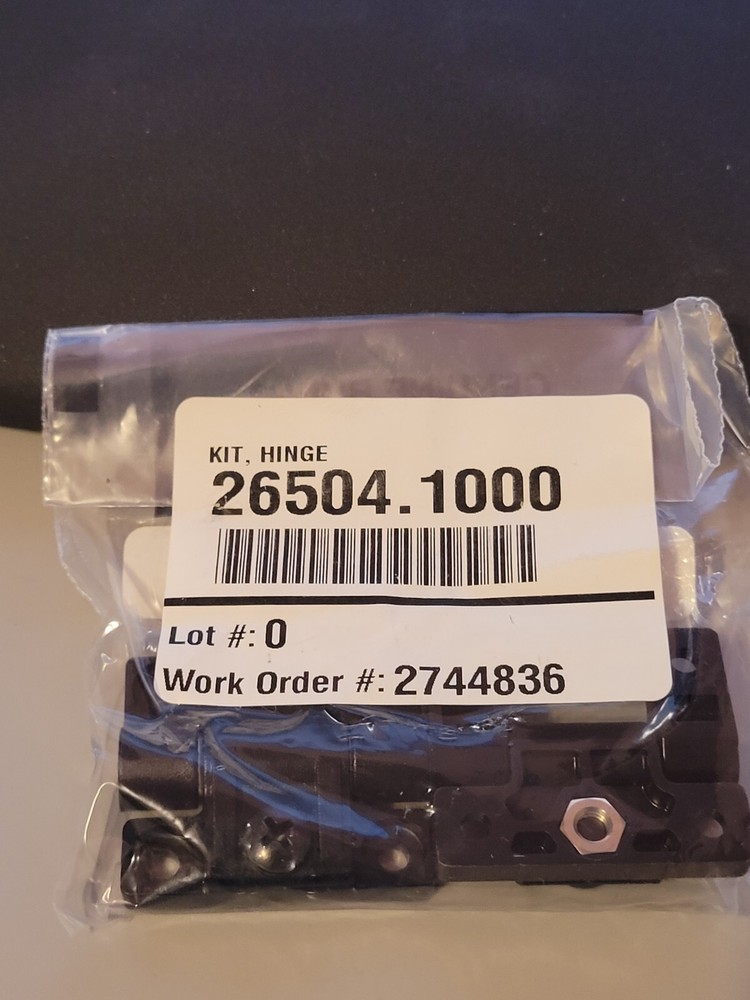 KIT, HINGE
26504.1000
Lot #: 0
Work Order #: 2744836